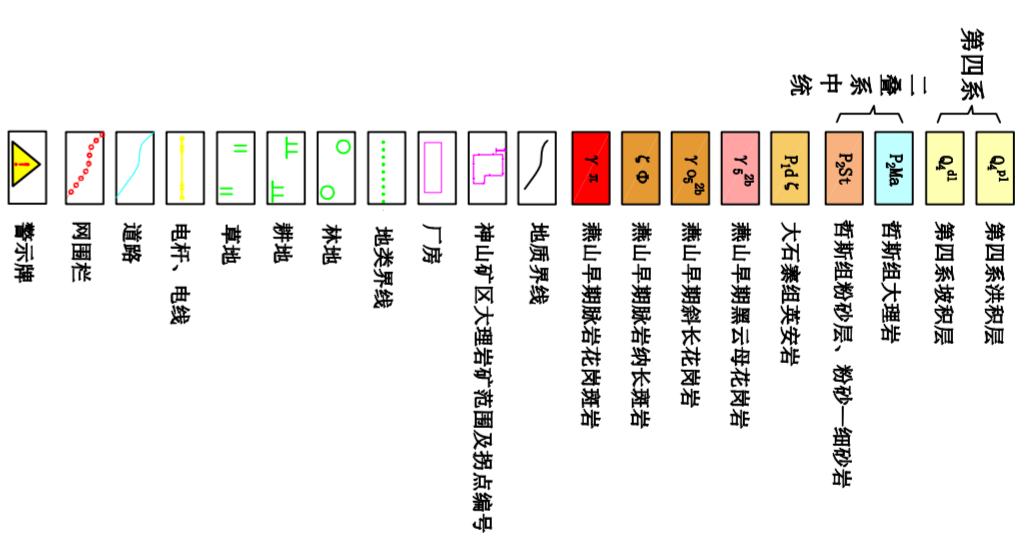 第四系
Q₄ᵖˡ 第四系洪积层
Q₄ᵈˡ 第四系坡积层
二叠系中统
P₂Ma 哲斯组大理岩
P₂St 哲斯组粉砂层、粉砂—细砂岩
P₁dζ 大石寨组英安岩
γ₅²ᵇ 燕山早期黑云母花岗岩
γo₅²ᵇ 燕山早期斜长花岗岩
ζΦ 燕山早期脉岩纳长斑岩
γπ 燕山早期脉岩花岗斑岩
地质界线
神山矿区大理岩矿范围及拐点编号
厂房
地类界线
林地
耕地
草地
电杆、电线
道路
网围栏
! 警示牌